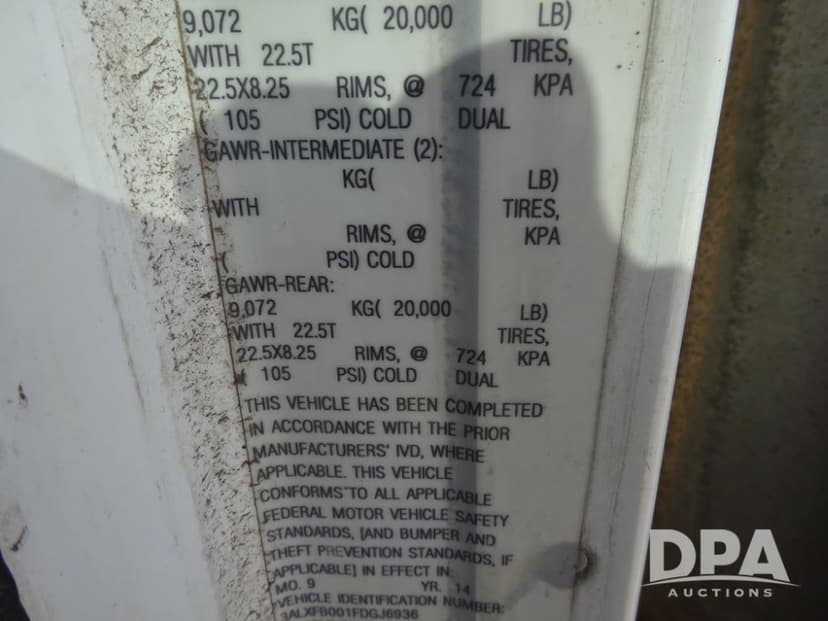 9,072 KG( 20,000 LB)
WITH 22.5T TIRES,
22.5X8.25 RIMS, @ 724 KPA
( 105 PSI) COLD DUAL
GAWR-INTERMEDIATE (2):
KG( LB)
WITH TIRES,
RIMS, @ KPA
( PSI) COLD
GAWR-REAR:
9,072 KG( 20,000 LB)
WITH 22.5T TIRES,
22.5X8.25 RIMS, @ 724 KPA
( 105 PSI) COLD DUAL
THIS VEHICLE HAS BEEN COMPLETED
IN ACCORDANCE WITH THE PRIOR
MANUFACTURERS' IVD, WHERE
APPLICABLE. THIS VEHICLE
CONFORMS TO ALL APPLICABLE
FEDERAL MOTOR VEHICLE SAFETY
STANDARDS, [AND BUMPER AND
THEFT PREVENTION STANDARDS, IF
APPLICABLE] IN EFFECT IN:
MO. 9 YR. 14
VEHICLE IDENTIFICATION NUMBER:
3ALXFB001FDGJ6936
DPA
AUCTIONS